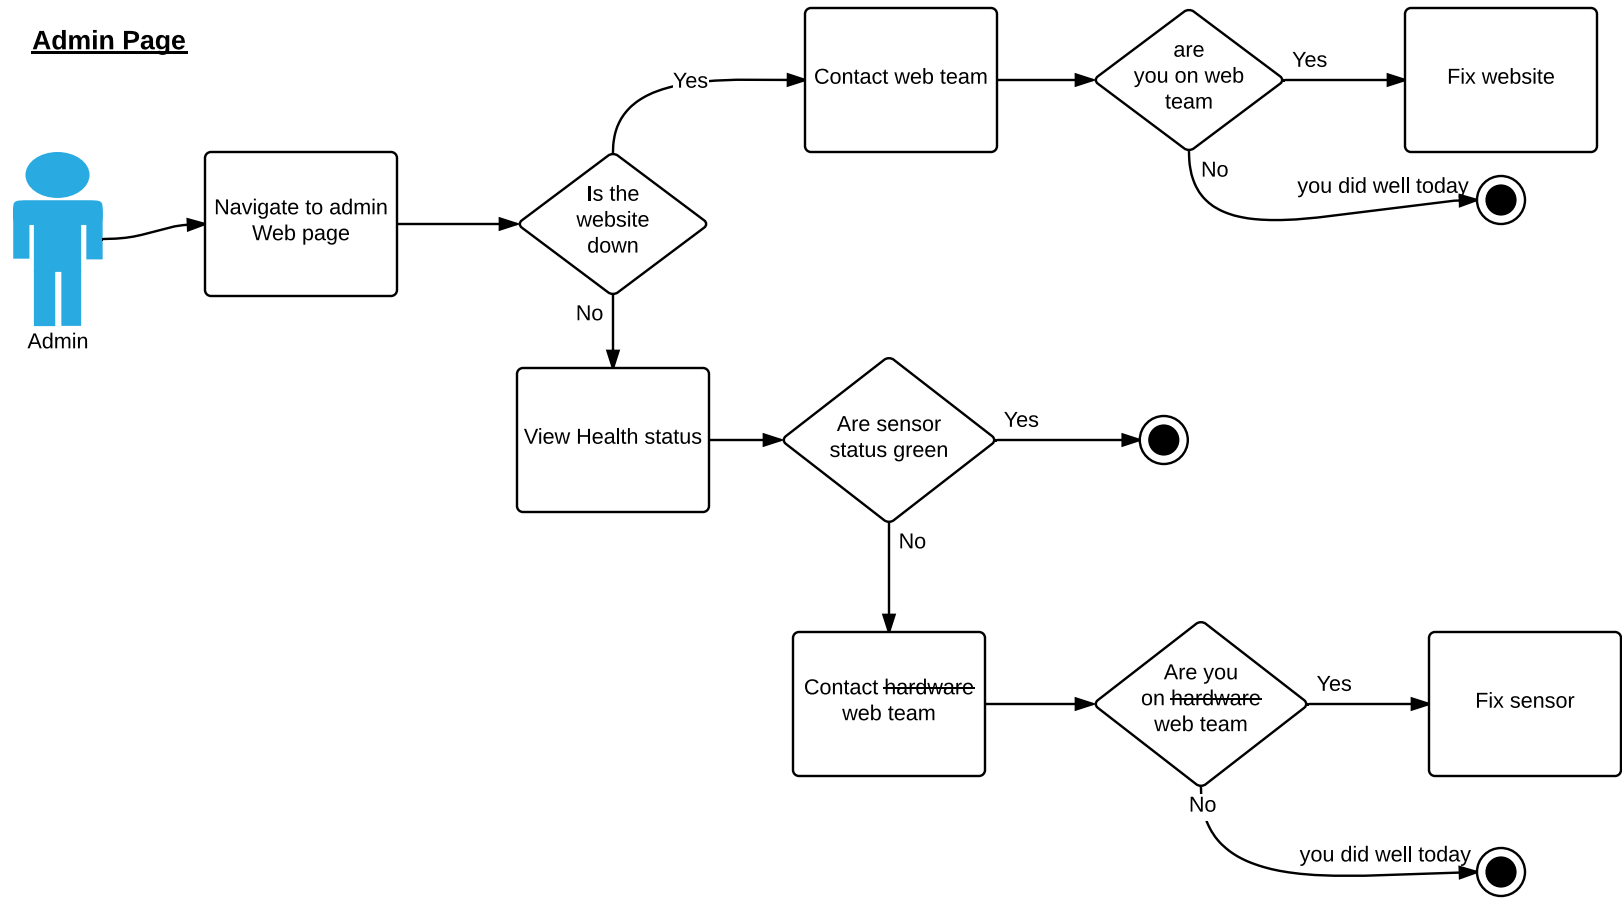 Admin Page
Admin
Navigate to admin
Web page
Is the
website
down
Yes
Contact web team
are
you on web
team
Yes
Fix website
No
you did well today
No
View Health status
Are sensor
status green
Yes
No
Contact hardware
web team
Are you
on hardware
web team
Yes
Fix sensor
No
you did well today